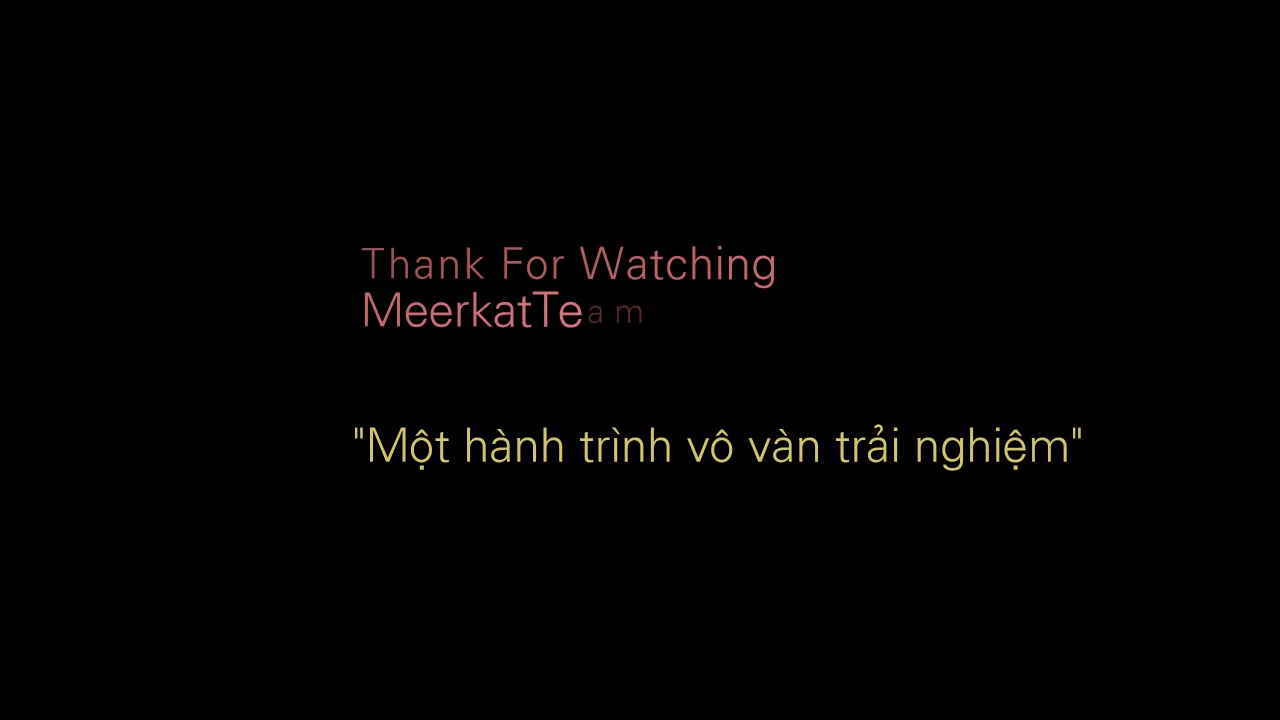 Thank For Watching
MeerkatTeam
"Một hành trình vô vàn trải nghiệm"